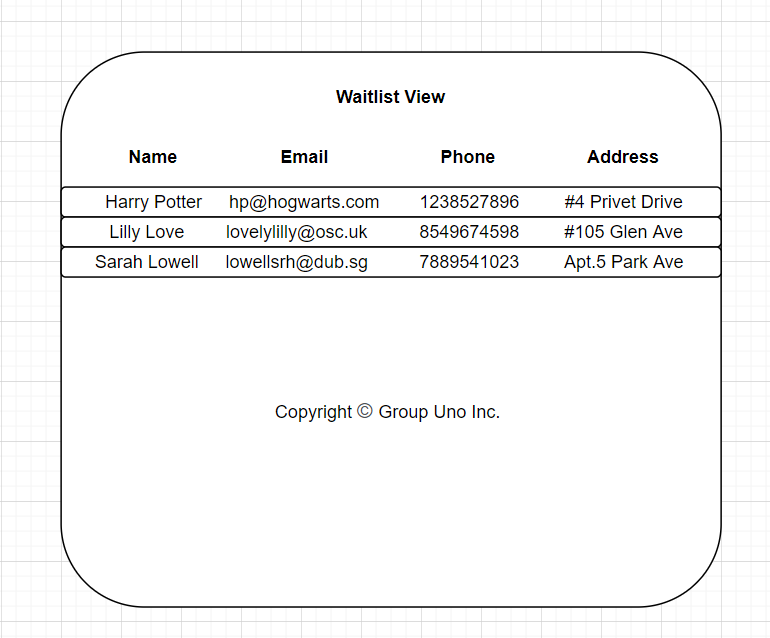 Waitlist View
Name Email Phone Address
Harry Potter hp@hogwarts.com 1238527896 #4 Privet Drive
Lilly Love lovelylilly@osc.uk 8549674598 #105 Glen Ave
Sarah Lowell lowellsrh@dub.sg 7889541023 Apt.5 Park Ave
Copyright © Group Uno Inc.